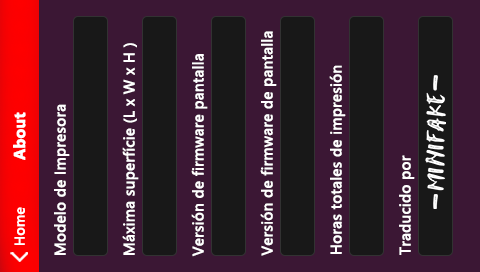 Home
About
Modelo de Impresora
Máxima superficie (L x W x H )
Versión de firmware pantalla
Versión de firmware de pantalla
Horas totales de impresión
Traducido por
-MINIFAKE-